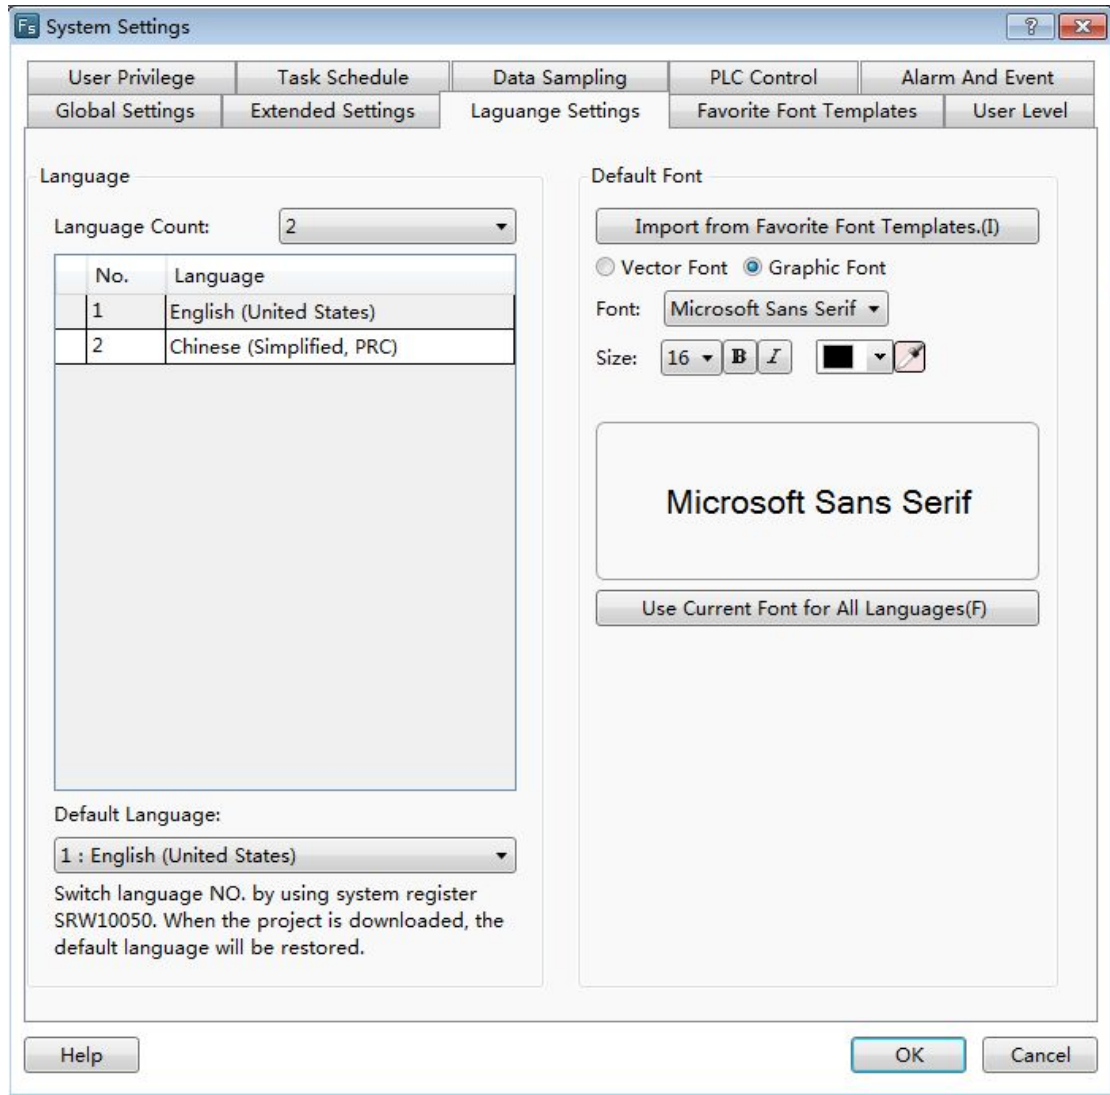 Fs System Settings
User Privilege Task Schedule Data Sampling PLC Control Alarm And Event
Global Settings Extended Settings Laguange Settings Favorite Font Templates User Level
Language
Language Count: 2
No. Language
1 English (United States)
2 Chinese (Simplified, PRC)
Default Language:
1 : English (United States)
Switch language NO. by using system register
SRW10050. When the project is downloaded, the
default language will be restored.
Default Font
Import from Favorite Font Templates.(I)
Vector Font Graphic Font
Font: Microsoft Sans Serif
Size: 16 B I
Microsoft Sans Serif
Use Current Font for All Languages(F)
Help OK Cancel